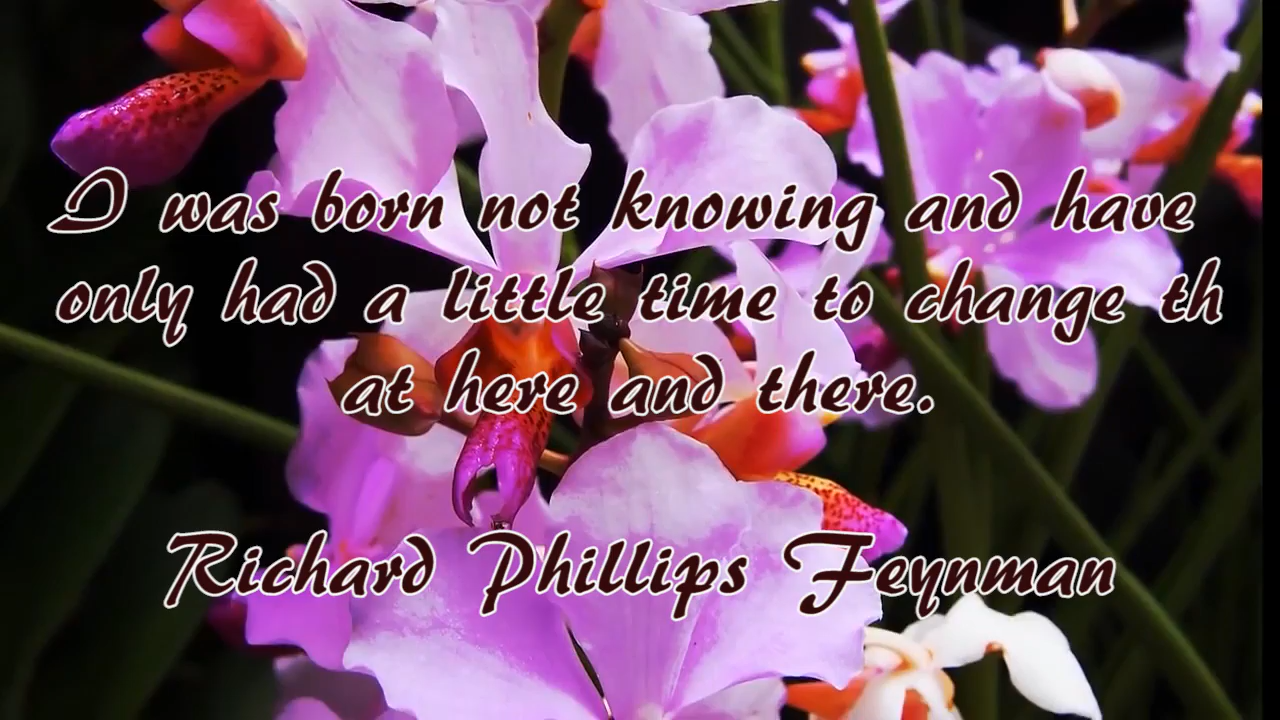 I was born not knowing and have
only had a little time to change th
at here and there.
Richard Phillips Feynman